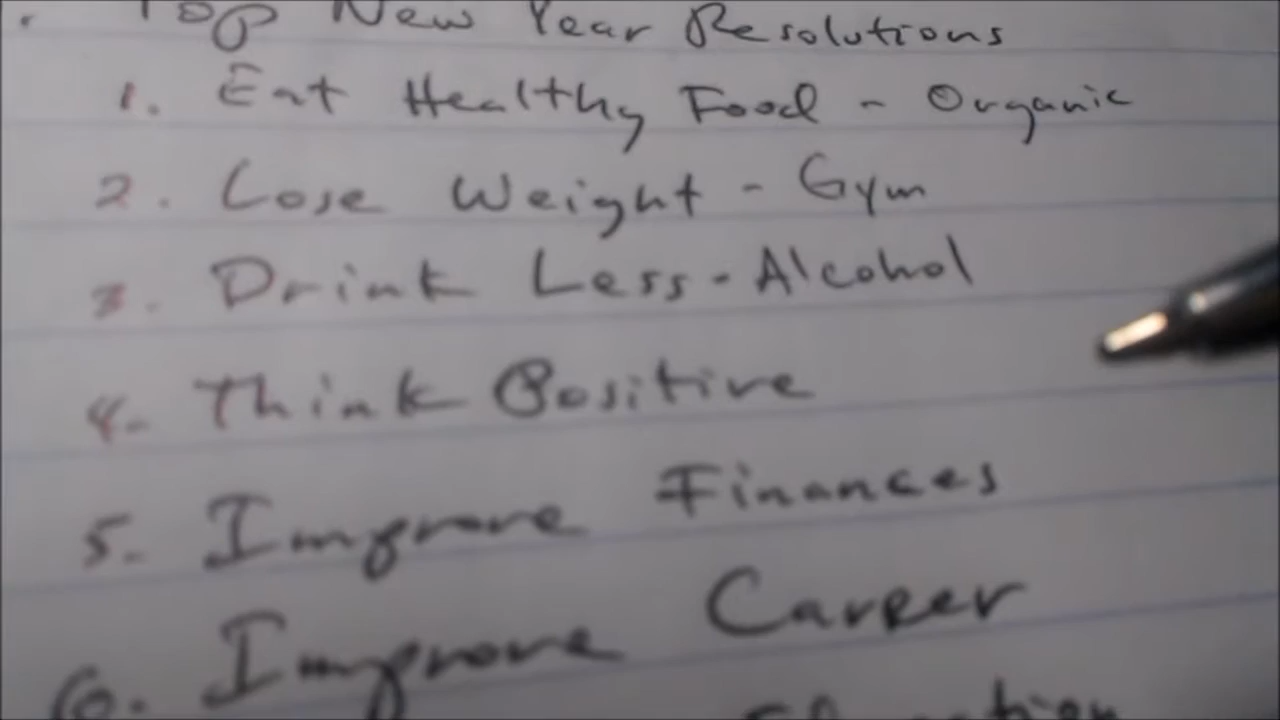 Top New Year Resolutions
1. Eat Healthy Food - Organic
2. Lose Weight - Gym
3. Drink Less - Alcohol
4. Think Positive
5. Improve Finances
6. Improve Career